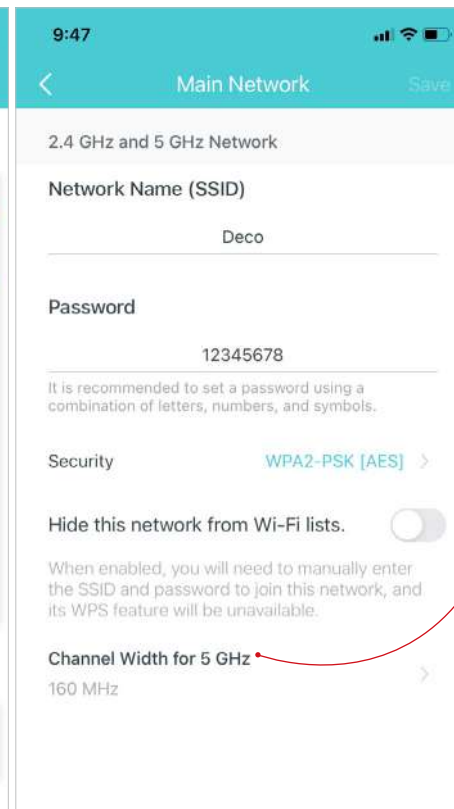 9:47
Main Network
Save
2.4 GHz and 5 GHz Network
Network Name (SSID)
Deco
Password
12345678
It is recommended to set a password using a
combination of letters, numbers, and symbols.
Security WPA2-PSK [AES]
Hide this network from Wi-Fi lists.
When enabled, you will need to manually enter
the SSID and password to join this network, and
its WPS feature will be unavailable.
Channel Width for 5 GHz
160 MHz